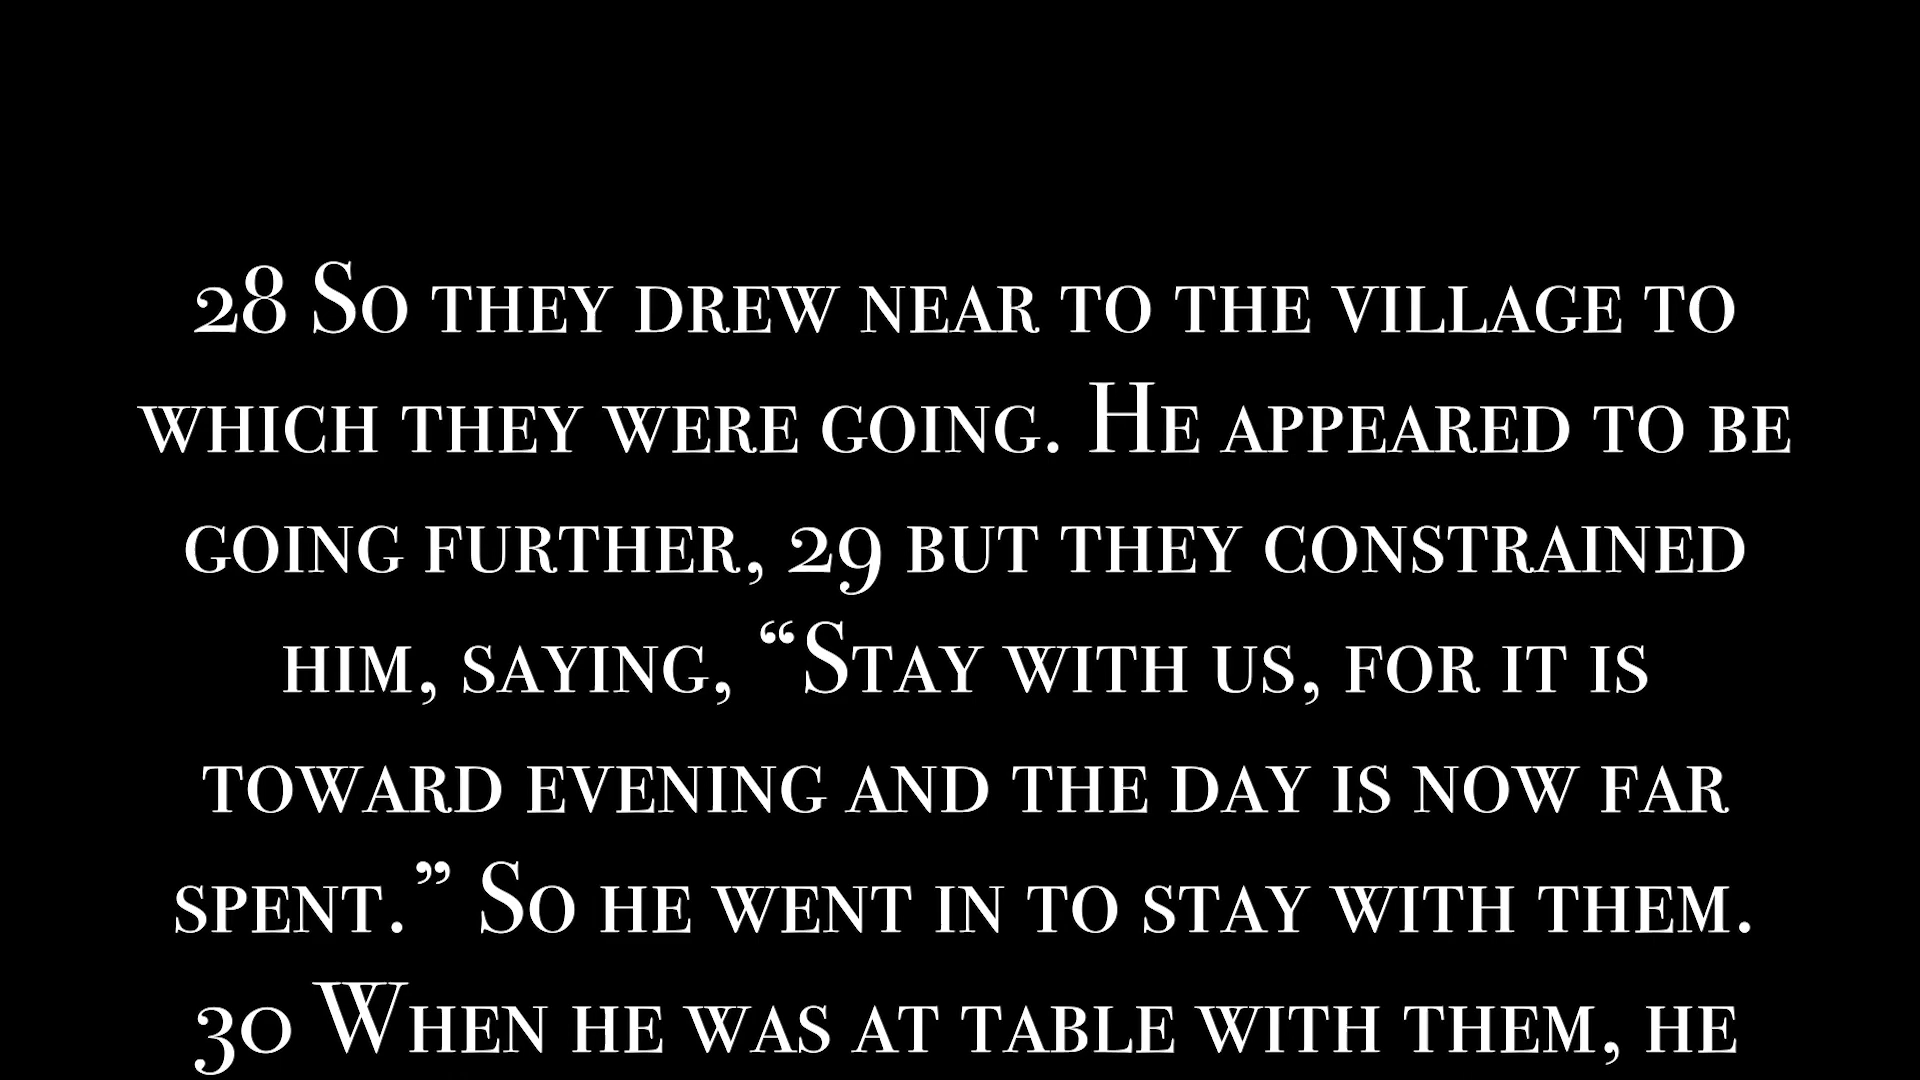 28 So they drew near to the village to
which they were going. He appeared to be
going further, 29 but they constrained
him, saying, “Stay with us, for it is
toward evening and the day is now far
spent.” So he went in to stay with them.
30 When he was at table with them, he